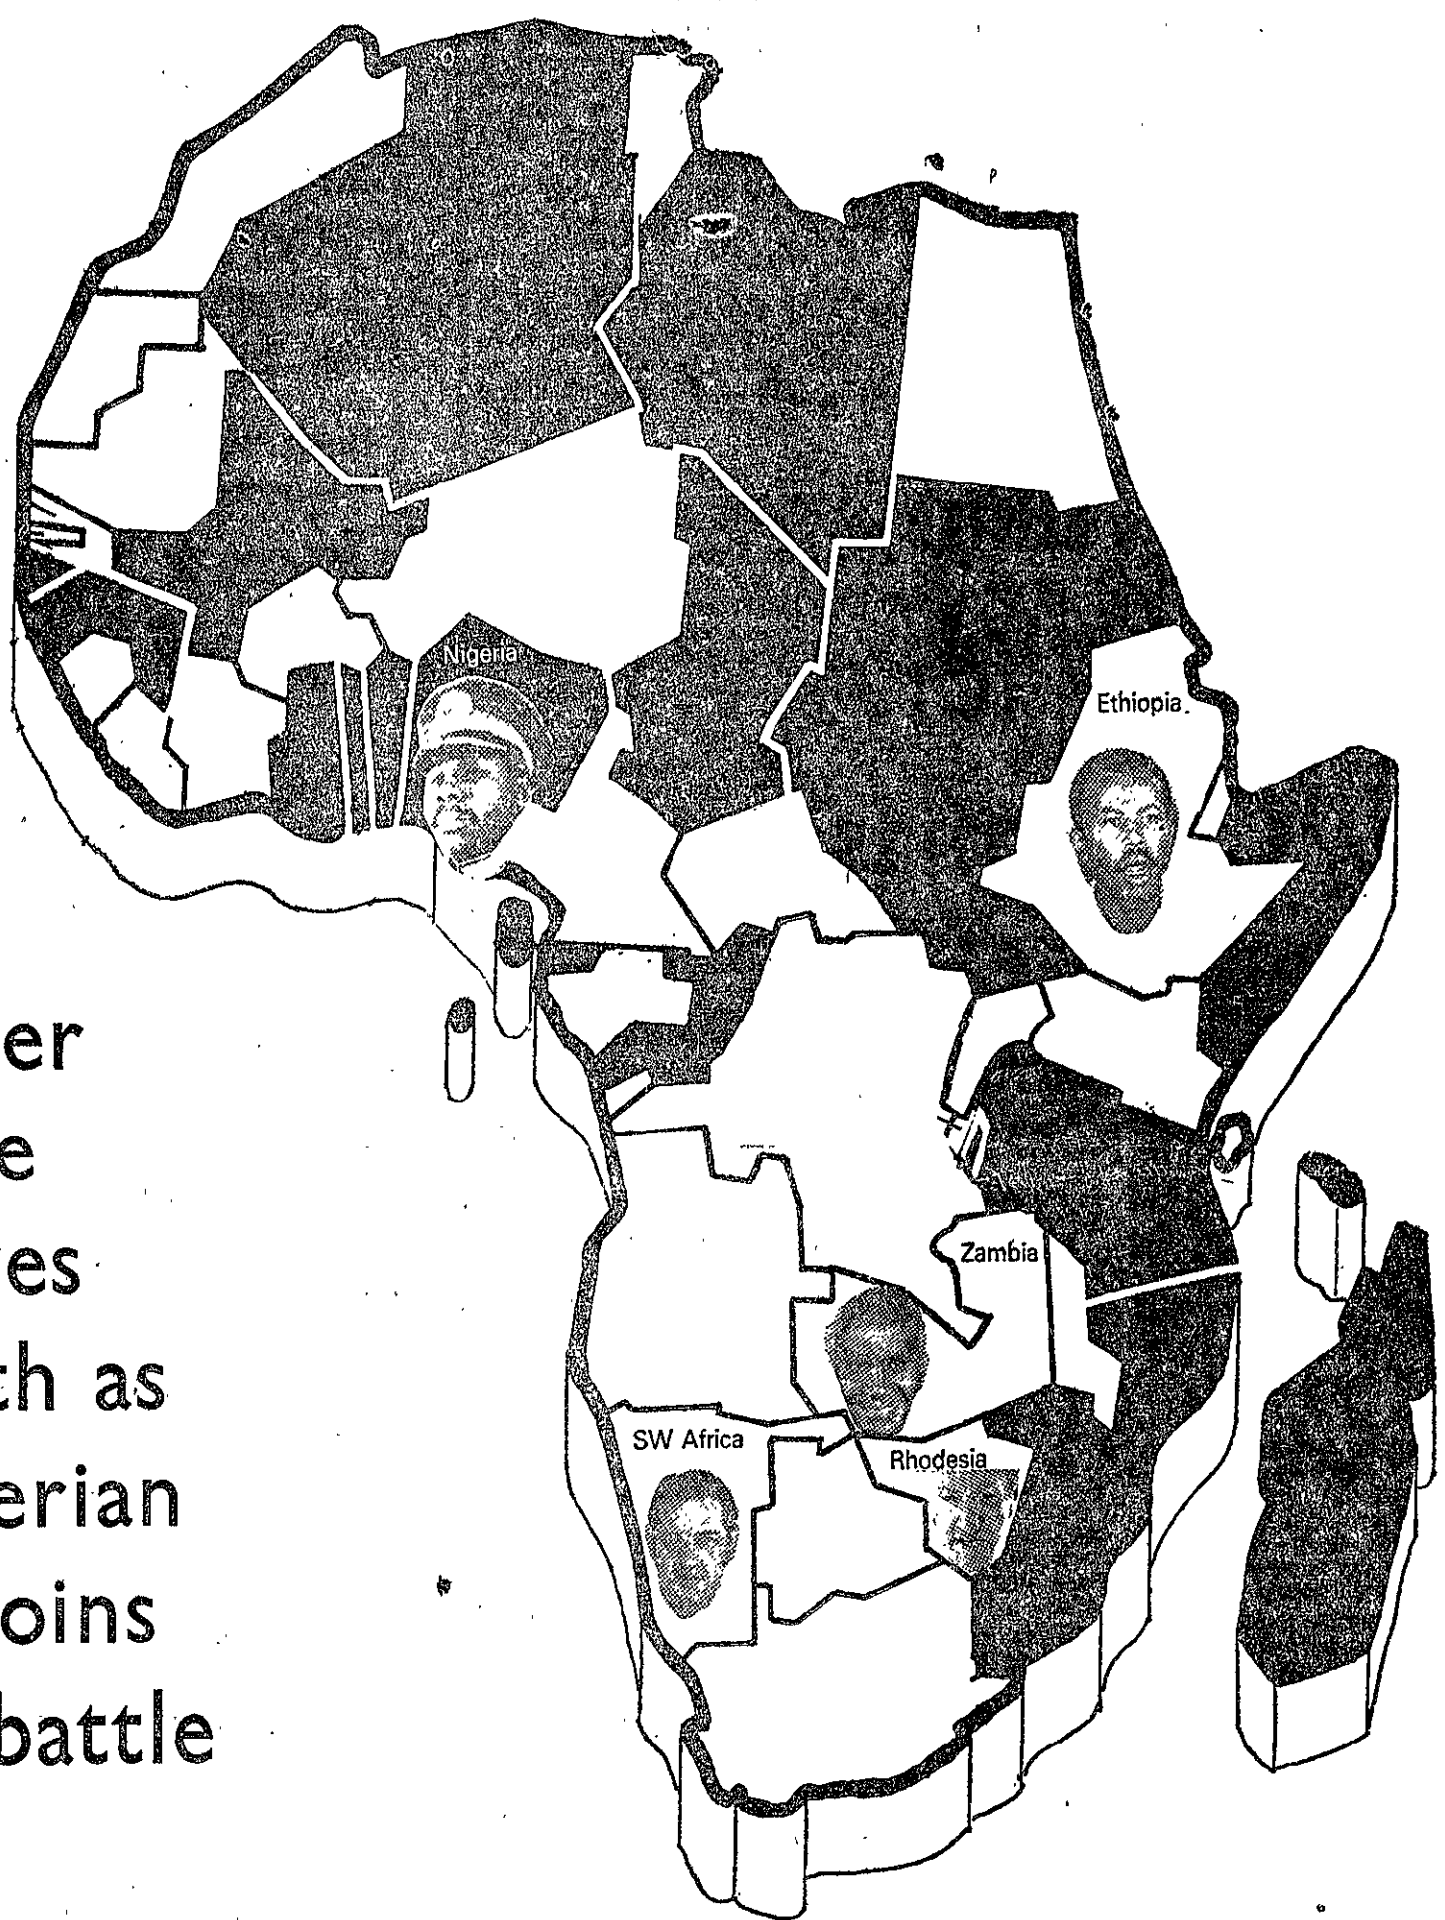 Nigeria
Ethiopia
er
e
es
Zambia
th as
SW Africa
Rhodesia
erian
oins
battle